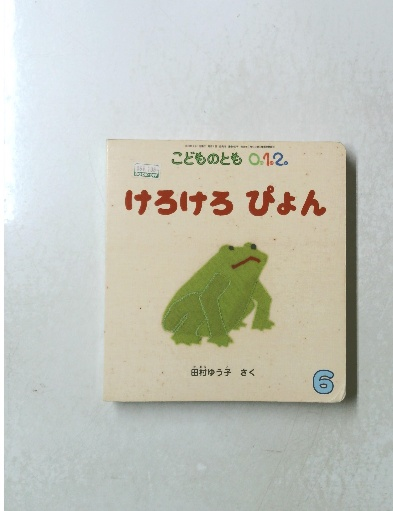 こどものとも 0.1.2.
けろけろ ぴょん
田村ゆう子 さく
6